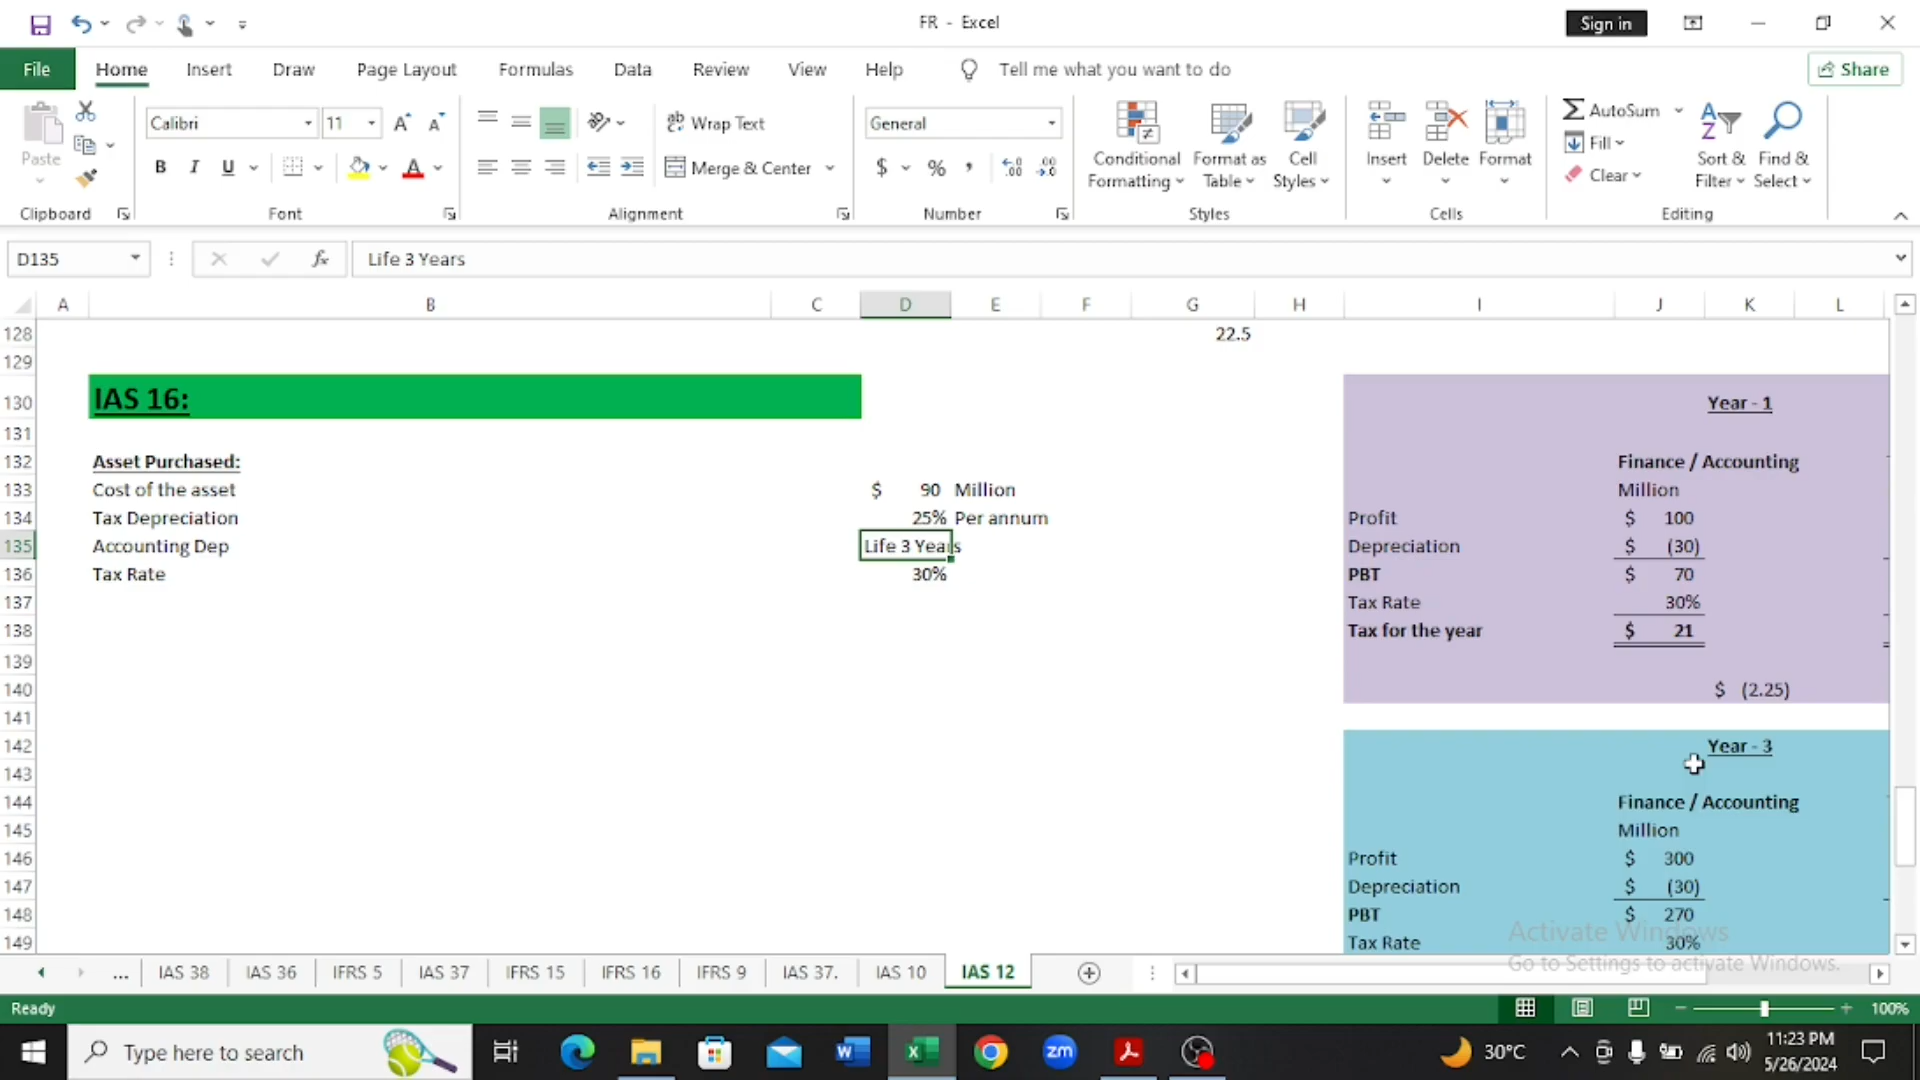 FR - Excel
Sign in
File Home Insert Draw Page Layout Formulas Data Review View Help Tell me what you want to do Share
Paste
Calibri 11
B I U
Wrap Text
Merge & Center
General
$ %
Conditional Formatting
Format as Table
Cell Styles
Insert Delete Format
AutoSum
Fill
Clear
Sort & Filter
Find & Select
Clipboard Font Alignment Number Styles Cells Editing
D135 fx Life 3 Years
A B C D E F G H I J K L
128 22.5
129
130 IAS 16: Year - 1
131
132 Asset Purchased: Finance / Accounting
133 Cost of the asset $ 90 Million Million
134 Tax Depreciation 25% Per annum Profit $ 100
135 Accounting Dep Life 3 Years Depreciation $ (30)
136 Tax Rate 30% PBT $ 70
137 Tax Rate 30%
138 Tax for the year $ 21
139
140 $ (2.25)
141
142 Year - 3
143
144 Finance / Accounting
145 Million
146 Profit $ 300
147 Depreciation $ (30)
148 PBT $ 270
149 Tax Rate 30%
Activate Windows
Go to Settings to activate Windows.
... IAS 38 IAS 36 IFRS 5 IAS 37 IFRS 15 IFRS 16 IFRS 9 IAS 37. IAS 10 IAS 12
Ready 100%
Type here to search
30°C
11:23 PM
5/26/2024